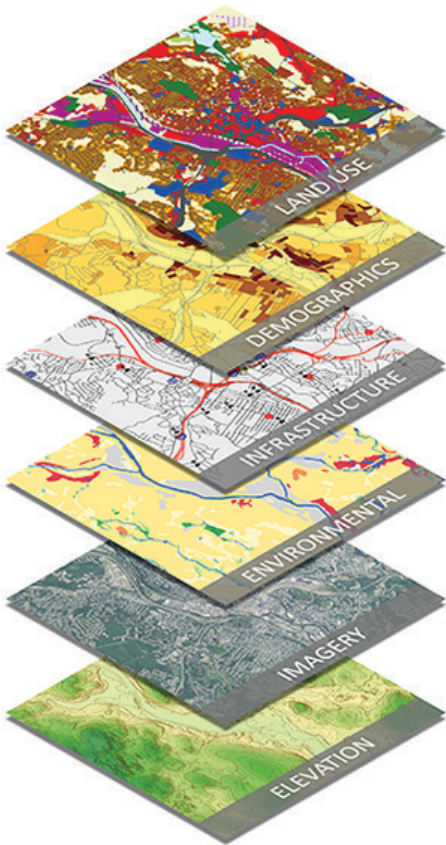 LAND USE
DEMOGRAPHICS
INFRASTRUCTURE
ENVIRONMENTAL
IMAGERY
ELEVATION